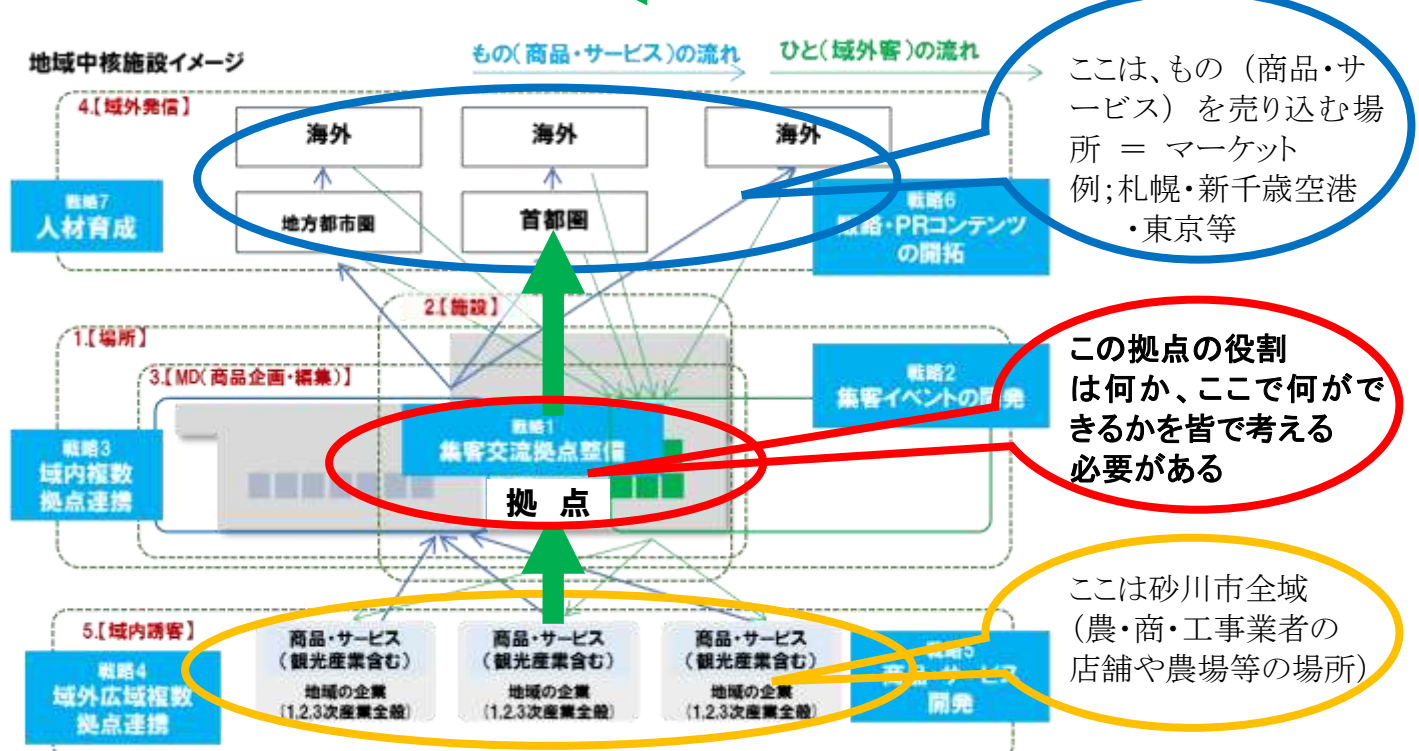 地域中核施設イメージ
もの(商品・サービス)の流れ
ひと(域外客)の流れ
4.【域外発信】
海外
海外
海外
戦略7
人材育成
地方都市圏
首都圏
戦略6
販路・PRコンテンツ
の開拓
ここは、もの（商品・サ
ービス）を売り込む場
所 ＝ マーケット
例;札幌・新千歳空港
・東京等
2.【施設】
1.【場所】
3.【MD(商品企画・編集)】
戦略2
集客イベントの開発
この拠点の役割
は何か、ここで何がで
きるかを皆で考える
必要がある
戦略1
集客交流拠点整備
拠 点
戦略3
域内複数
拠点連携
5.【域内誘客】
戦略4
域外広域複数
拠点連携
商品・サービス
(観光産業含む)
地域の企業
(1,2,3次産業全般)
商品・サービス
(観光産業含む)
地域の企業
(1,2,3次産業全般)
商品・サービス
(観光産業含む)
地域の企業
(1,2,3次産業全般)
戦略5
商品・サービス
開発
ここは砂川市全域
(農・商・工事業者の
店舗や農場等の場所)